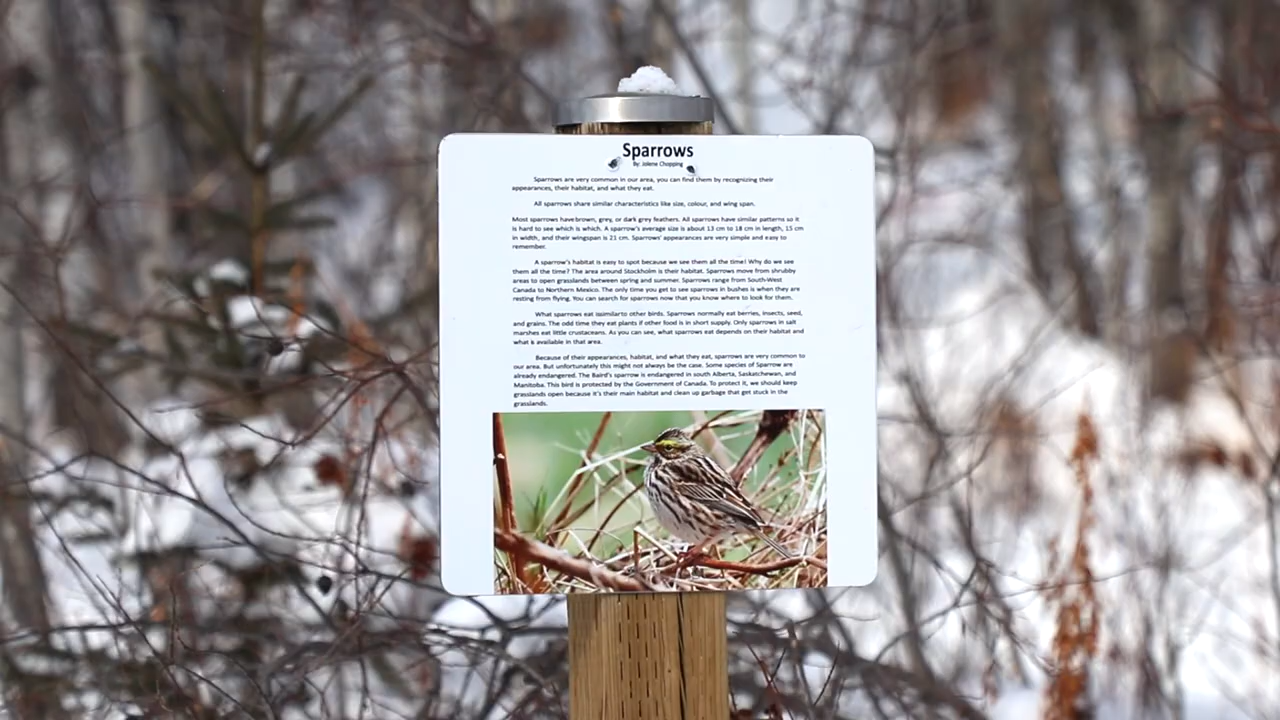 Sparrows
By: Jolene Chopping
Sparrows are very common in our area, you can find them by recognizing their
appearances, their habitat, and what they eat.
All sparrows share similar characteristics like size, colour, and wing span.
Most sparrows have brown, grey, or dark grey feathers. All sparrows have similar patterns so it
is hard to see which is which. A sparrow's average size is about 13 cm to 18 cm in length, 15 cm
in width, and their wingspan is 21 cm. Sparrows' appearances are very simple and easy to
remember.
A sparrow's habitat is easy to spot because we see them all the time! Why do we see
them all the time? The area around Stockholm is their habitat. Sparrows move from shrubby
areas to open grasslands between spring and summer. Sparrows range from South-West
Canada to Northern Mexico. The only time you get to see sparrows in bushes is when they are
resting from flying. You can search for sparrows now that you know where to look for them.
What sparrows eat is similar to other birds. Sparrows normally eat berries, insects, seed,
and grains. The odd time they eat plants if other food is in short supply. Only sparrows in salt
marshes eat little crustaceans. As you can see, what sparrows eat depends on their habitat and
what is available in that area.
Because of their appearances, habitat, and what they eat, sparrows are very common to
our area. But unfortunately this might not always be the case. Some species of Sparrow are
already endangered. The Baird's sparrow is endangered in south Alberta, Saskatchewan, and
Manitoba. This bird is protected by the Government of Canada. To protect it, we should keep
grasslands open because it's their main habitat and clean up garbage that get stuck in the
grasslands.